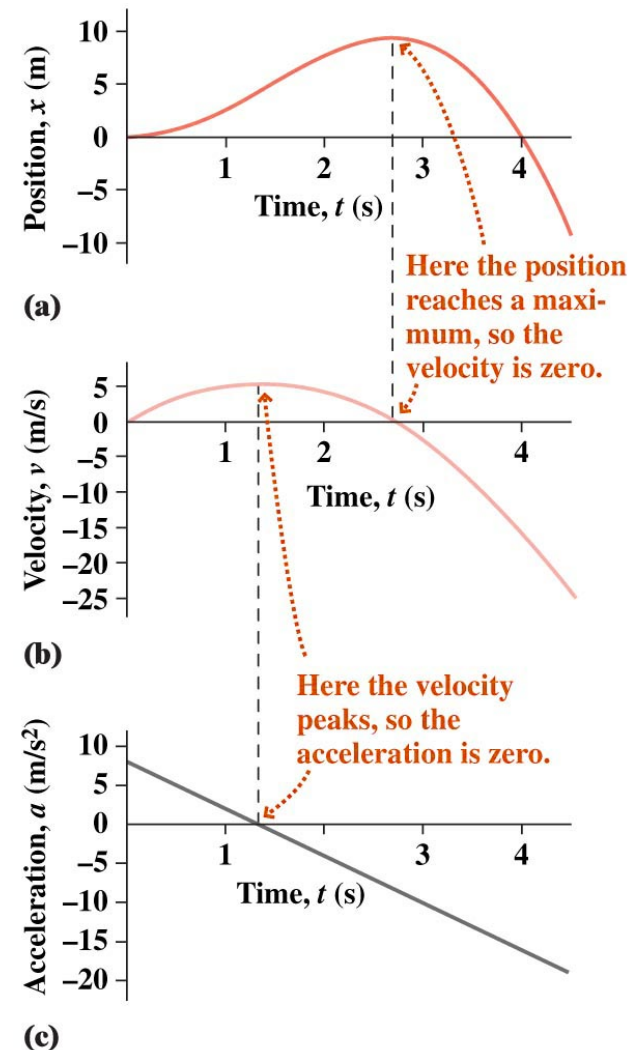 10
5
0
−5
−10
Position, x (m)
1
2
3
4
Time, t (s)
Here the position
reaches a maxi-
mum, so the
velocity is zero.
(a)
5
0
−5
−10
−15
−20
−25
Velocity, v (m/s)
1
2
4
Time, t (s)
(b)
Here the velocity
peaks, so the
acceleration is zero.
10
5
0
−5
−10
−15
−20
Acceleration, a (m/s²)
1
3
4
Time, t (s)
(c)